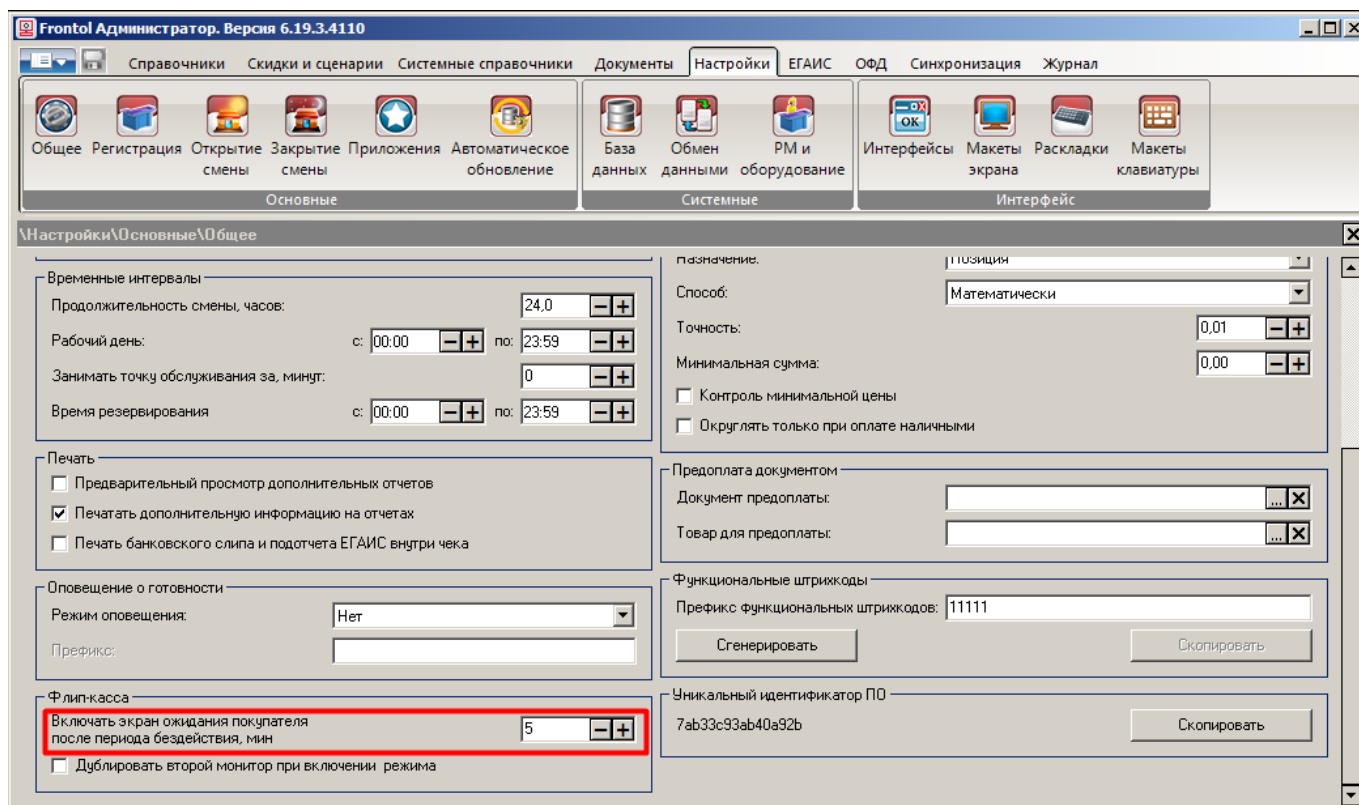 Frontol Администратор. Версия 6.19.3.4110
Справочники Скидки и сценарии Системные справочники Документы Настройки ЕГАИС ОФД Синхронизация Журнал
Общее Регистрация Открытие смены Закрытие смены Приложения Автоматическое обновление
База данных Обмен данными РМ и оборудование
OK
Интерфейсы Макеты экрана Раскладки Макеты клавиатуры
Основные Системные Интерфейс
\Настройки\Основные\Общее
Временные интервалы
Продолжительность смены, часов: 24,0
Рабочий день: с: 00:00 по: 23:59
Занимать точку обслуживания за, минут: 0
Время резервирования с: 00:00 по: 23:59
Печать
Предварительный просмотр дополнительных отчетов
Печатать дополнительную информацию на отчетах
Печать банковского слипа и подотчета ЕГАИС внутри чека
Оповещение о готовности
Режим оповещения: Нет
Префикс:
Флип-касса
Включать экран ожидания покупателя
после периода бездействия, мин 5
Дублировать второй монитор при включении режима
Назначение: Позиция
Способ: Математически
Точность: 0,01
Минимальная сумма: 0,00
Контроль минимальной цены
Округлять только при оплате наличными
Предоплата документом
Документ предоплаты: ...
Товар для предоплаты: ...
Функциональные штрихкоды
Префикс функциональных штрихкодов: 11111
Сгенерировать Скопировать
Уникальный идентификатор ПО
7ab33c93ab40a92b Скопировать